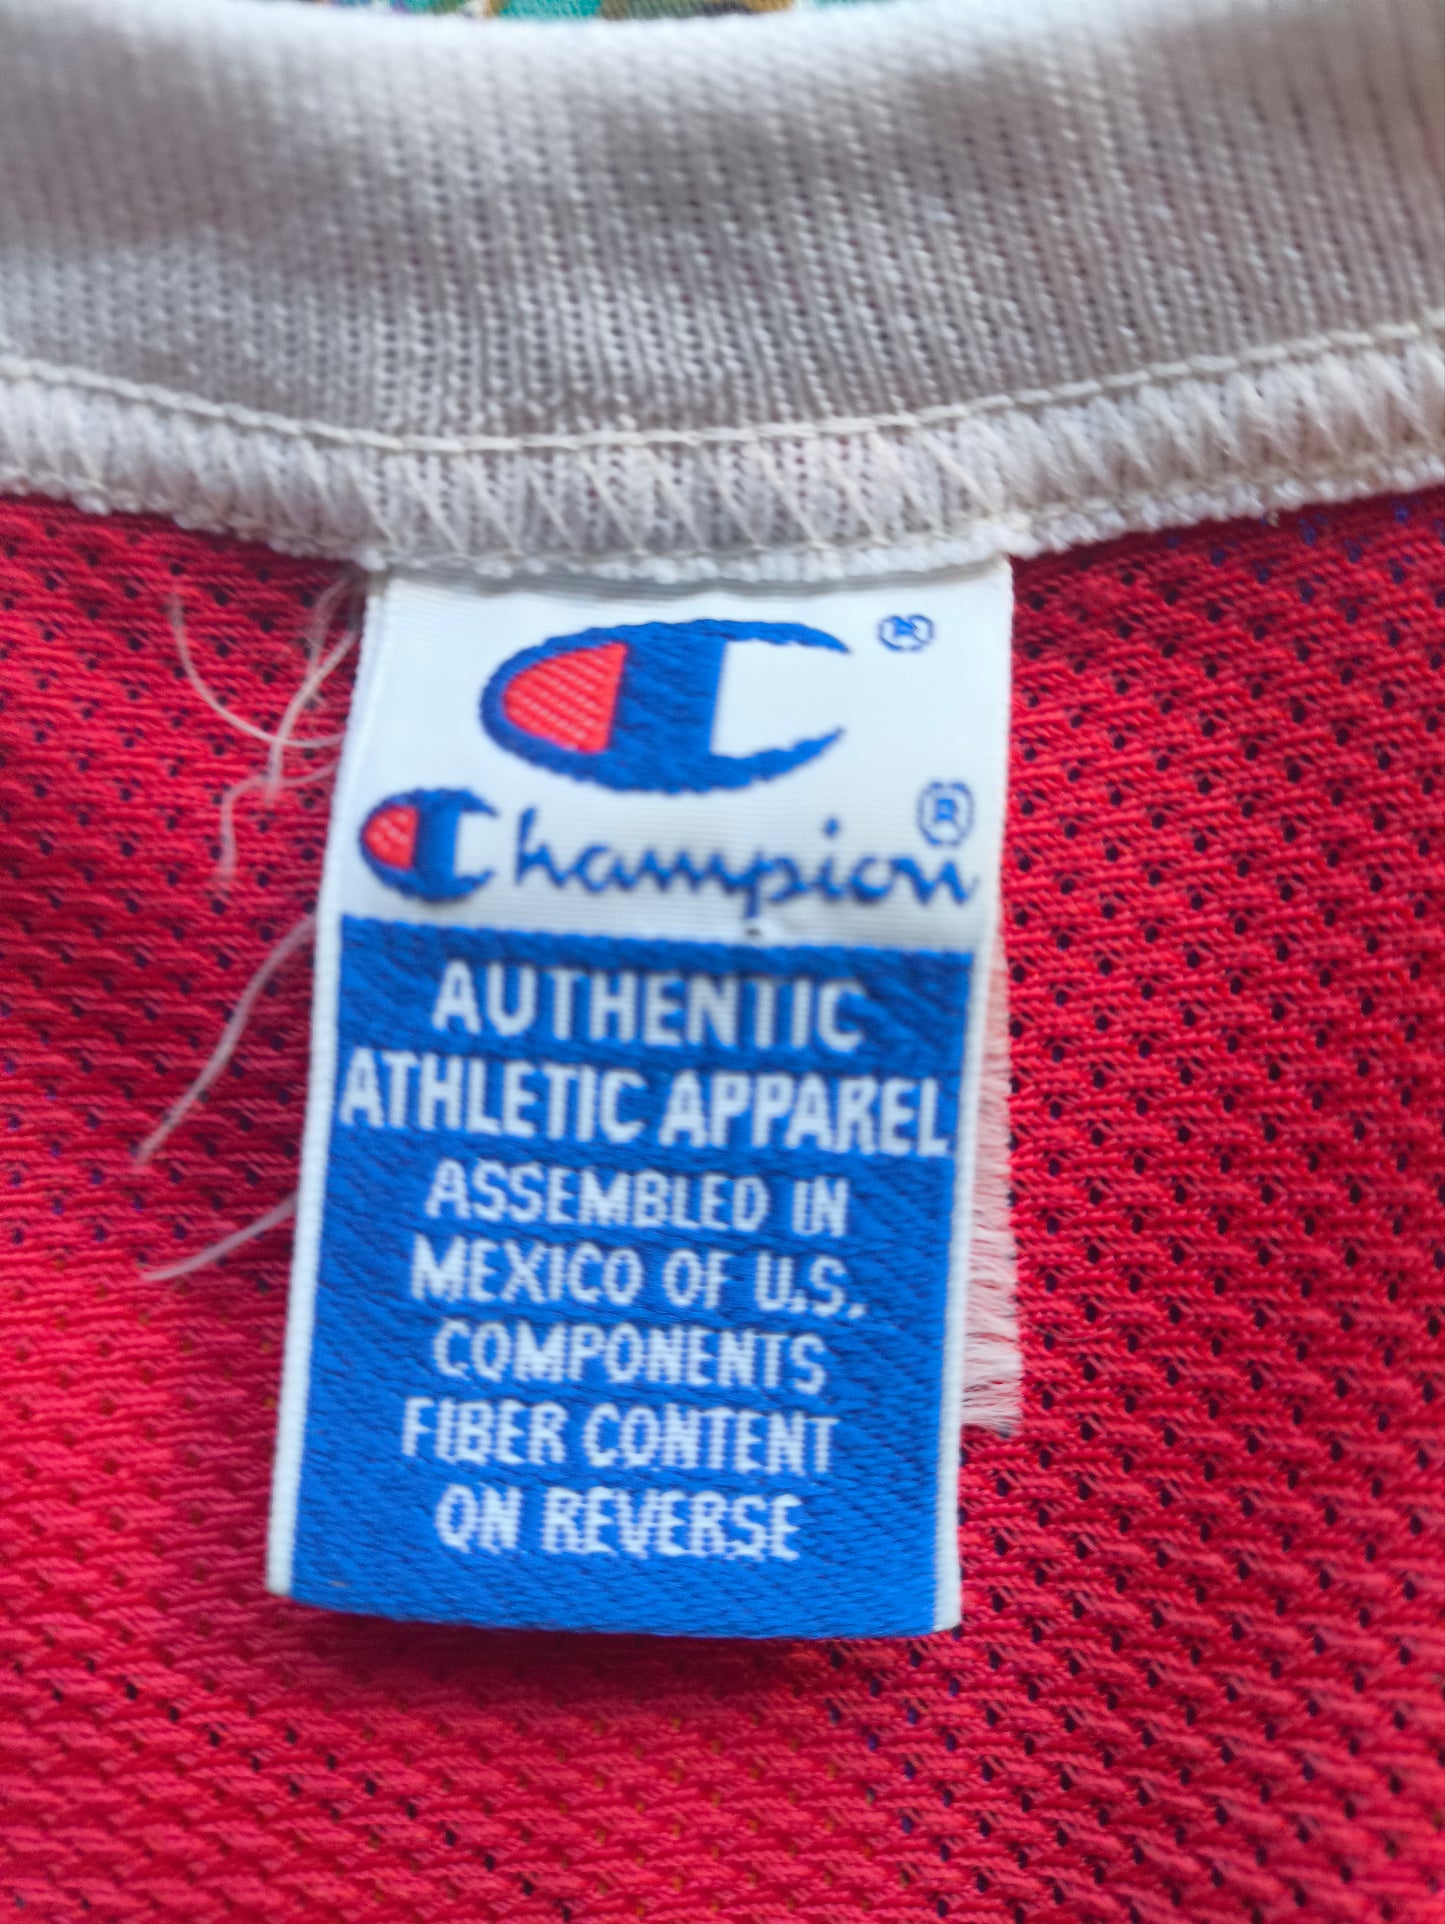 ®
Champion®
AUTHENTIC
ATHLETIC APPAREL
ASSEMBLED IN
MEXICO OF U.S.
COMPONENTS
FIBER CONTENT
ON REVERSE